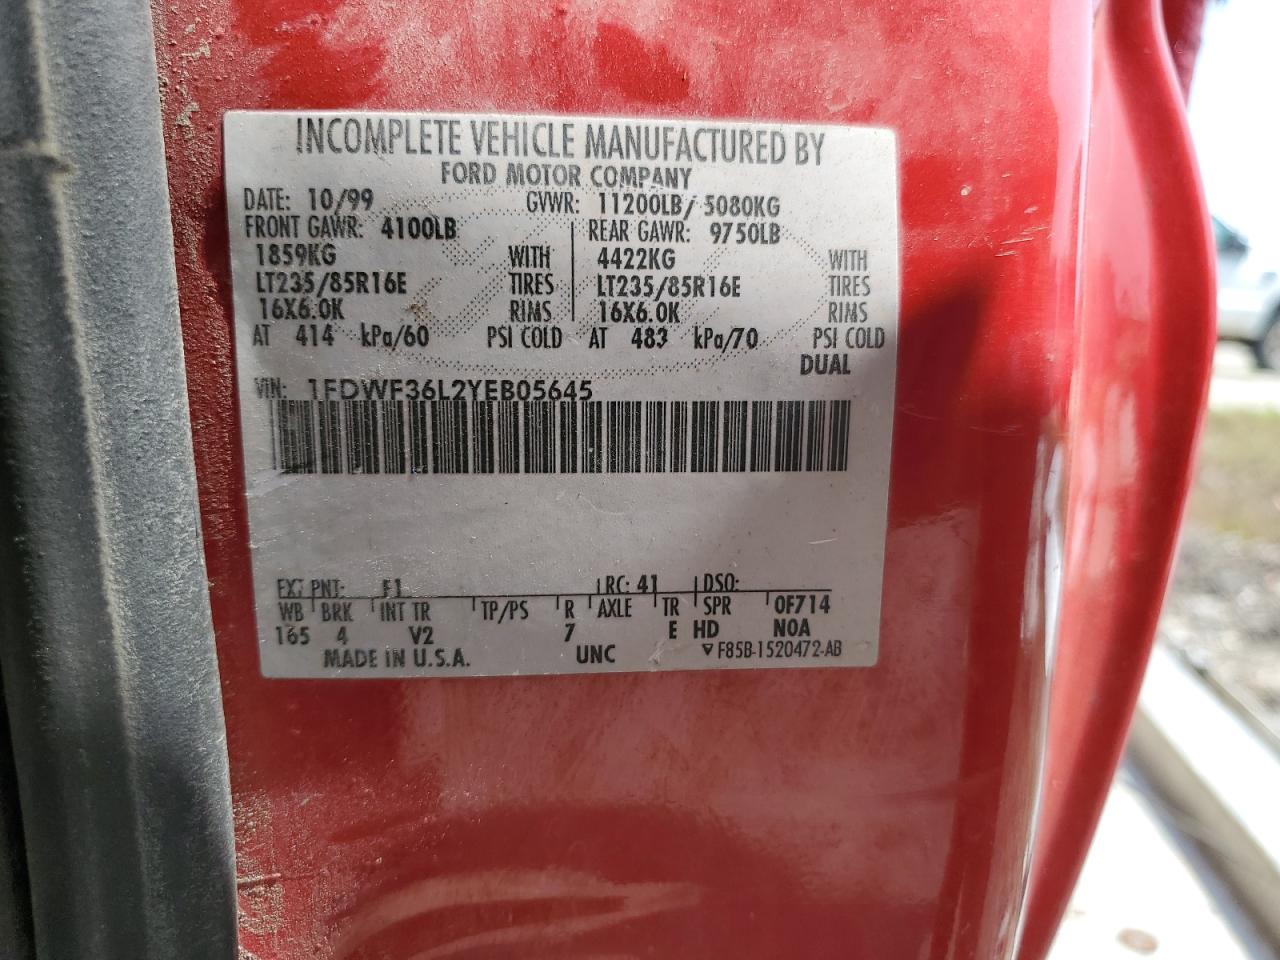 INCOMPLETE VEHICLE MANUFACTURED BY
FORD MOTOR COMPANY
DATE: 10/99 GVWR: 11200LB/ 5080KG
FRONT GAWR: 4100LB REAR GAWR: 9750LB
1859KG WITH 4422KG WITH
LT235/85R16E TIRES LT235/85R16E TIRES
16X6.0K RIMS 16X6.0K RIMS
AT 414 kPa/60 PSI COLD AT 483 kPa/70 PSI COLD
DUAL
VIN: 1FDWF36L2YEB05645
EXT PNT: F1 RC: 41 DSO:
WB BRK INT TR TP/PS R AXLE TR SPR 0F714
165 4 V2 7 E HD N0A
MADE IN U.S.A. UNC ▽F85B-1520472-AB